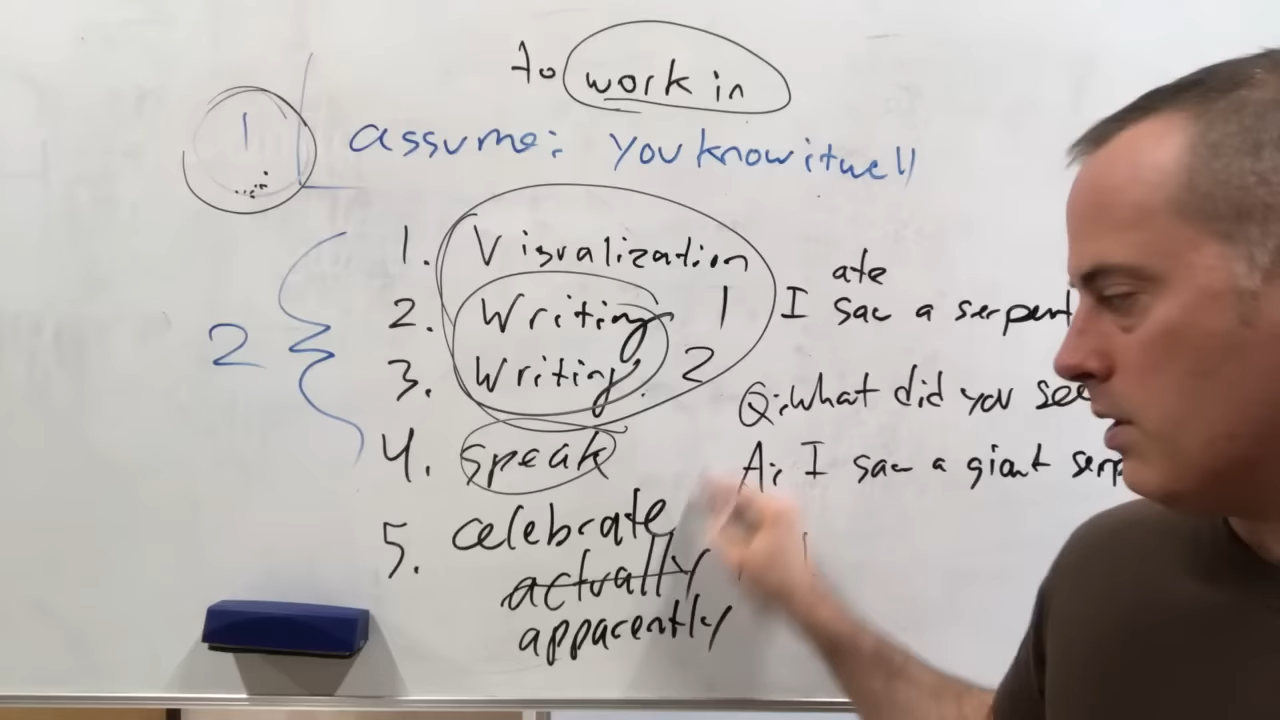 to work in
1 assume: you know it well
2
1. Visualization
2. Writing 1
3. Writing 2
4. speak
5. celebrate
actually
apparently
ate
I saw a serpent
Q: What did you see
A: I saw a giant serp